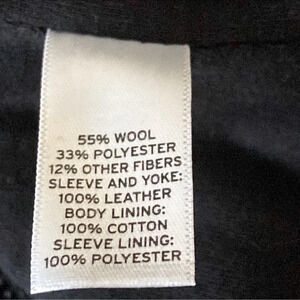 55% WOOL
33% POLYESTER
12% OTHER FIBERS
SLEEVE AND YOKE:
100% LEATHER
BODY LINING:
100% COTTON
SLEEVE LINING:
100% POLYESTER